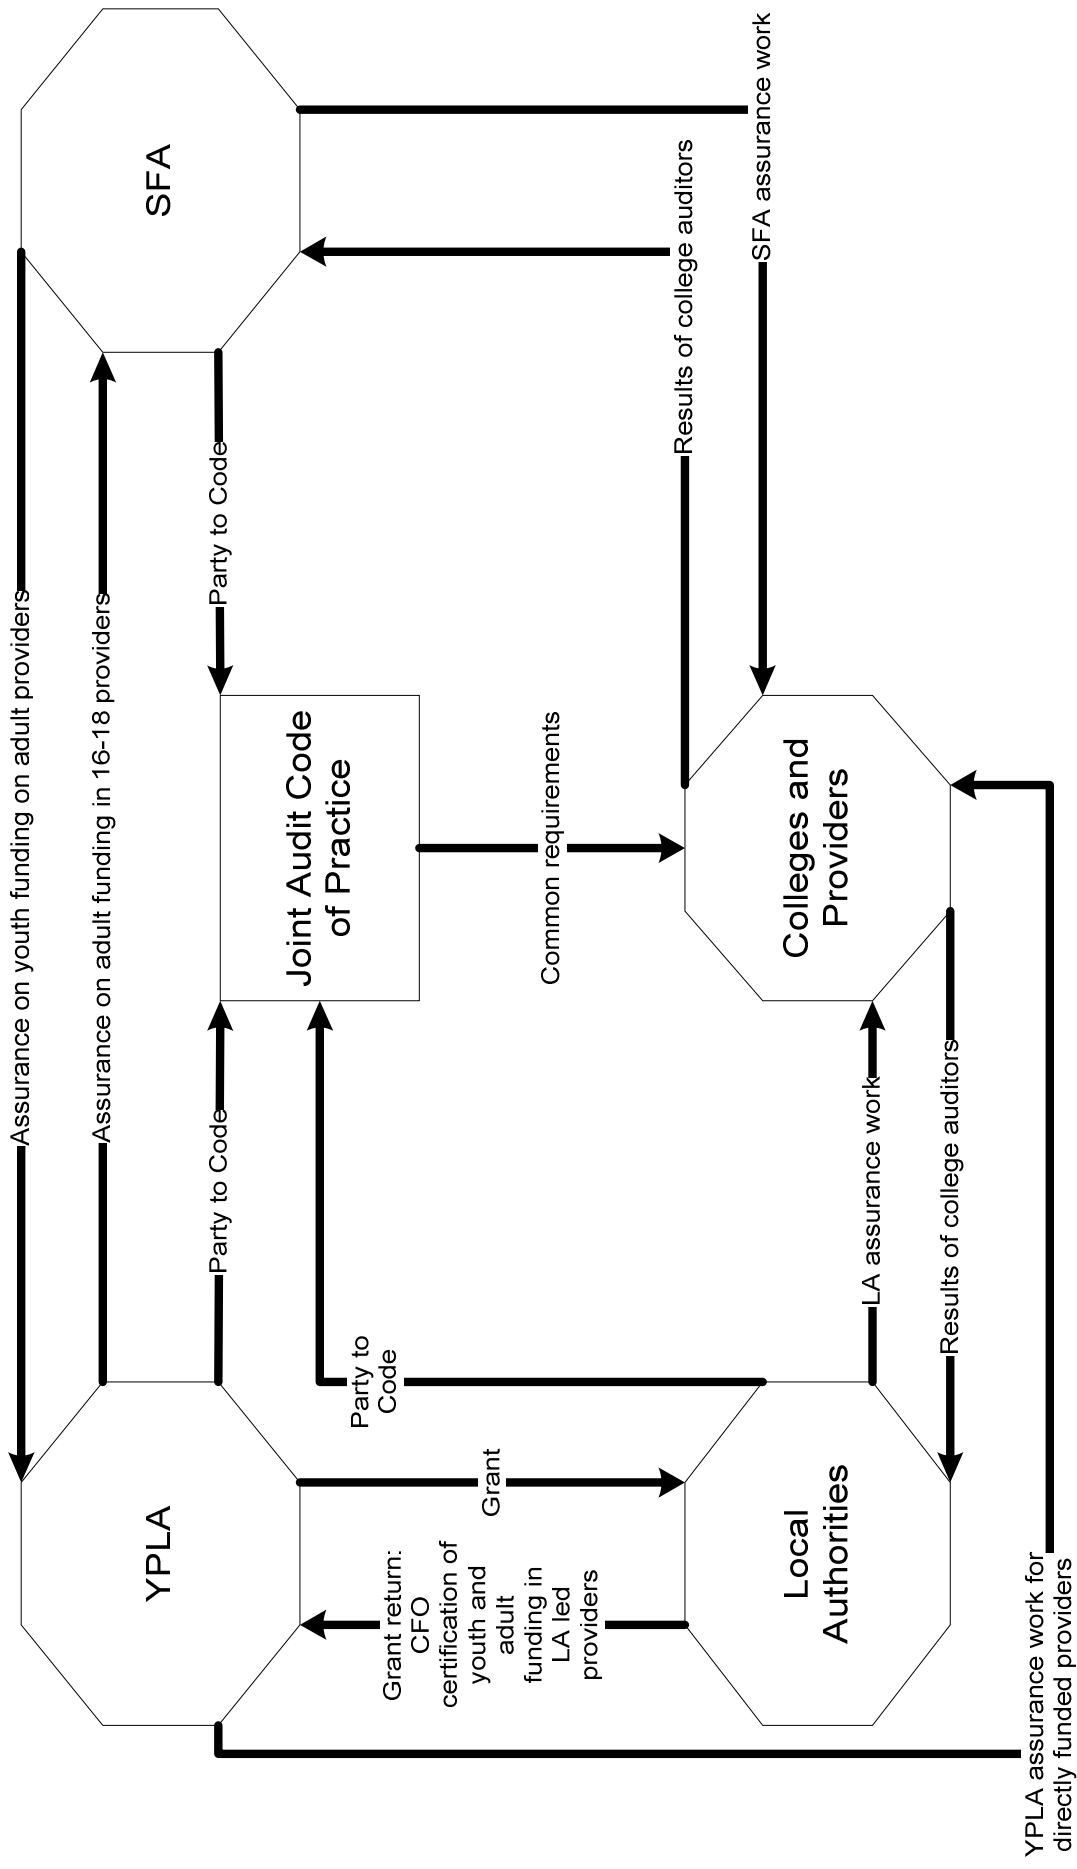 Assurance on youth funding on adult providers
Assurance on adult funding in 16-18 providers
YPLA
SFA
Party to Code
Party to Code
Joint Audit Code
of Practice
Party to
Code
Grant return:
CFO
certification of
youth and
adult
funding in
LA led
providers
Grant
Common requirements
Results of college auditors
SFA assurance work
Local
Authorities
Colleges and
Providers
LA assurance work
Results of college auditors
YPLA assurance work for
directly funded providers